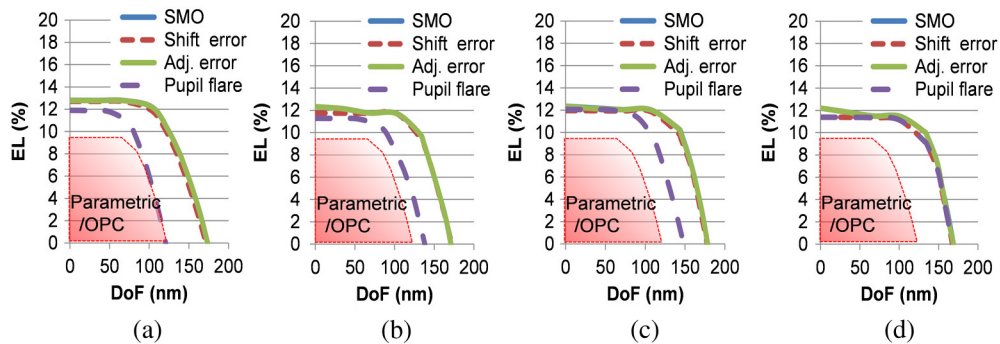 SMO
Shift error
Adj. error
Pupil flare
EL (%)
20
18
16
14
12
10
8
6
4
2
0
Parametric
/OPC
0 50 100 150 200
DoF (nm)
(a)
SMO
Shift error
Adj. error
Pupil flare
EL (%)
20
18
16
14
12
10
8
6
4
2
0
Parametric
/OPC
0 50 100 150 200
DoF (nm)
(b)
SMO
Shift error
Adj. error
Pupil flare
EL (%)
20
18
16
14
12
10
8
6
4
2
0
Parametric
/OPC
0 50 100 150 200
DoF (nm)
(c)
SMO
Shift error
Adj. error
Pupil flare
EL (%)
20
18
16
14
12
10
8
6
4
2
0
Parametric
/OPC
0 50 100 150 200
DoF (nm)
(d)